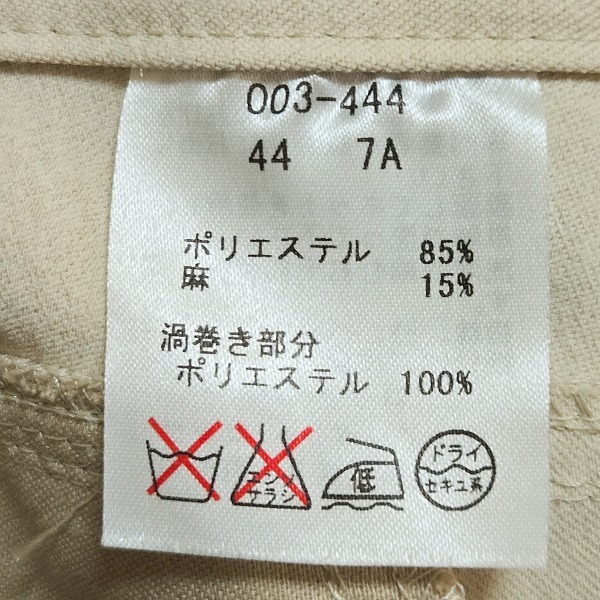 003-444
44 7A
ポリエステル 85%
麻 15%
渦巻き部分
ポリエステル 100%
エンソ
サラシ
低
ドライ
セキユ系